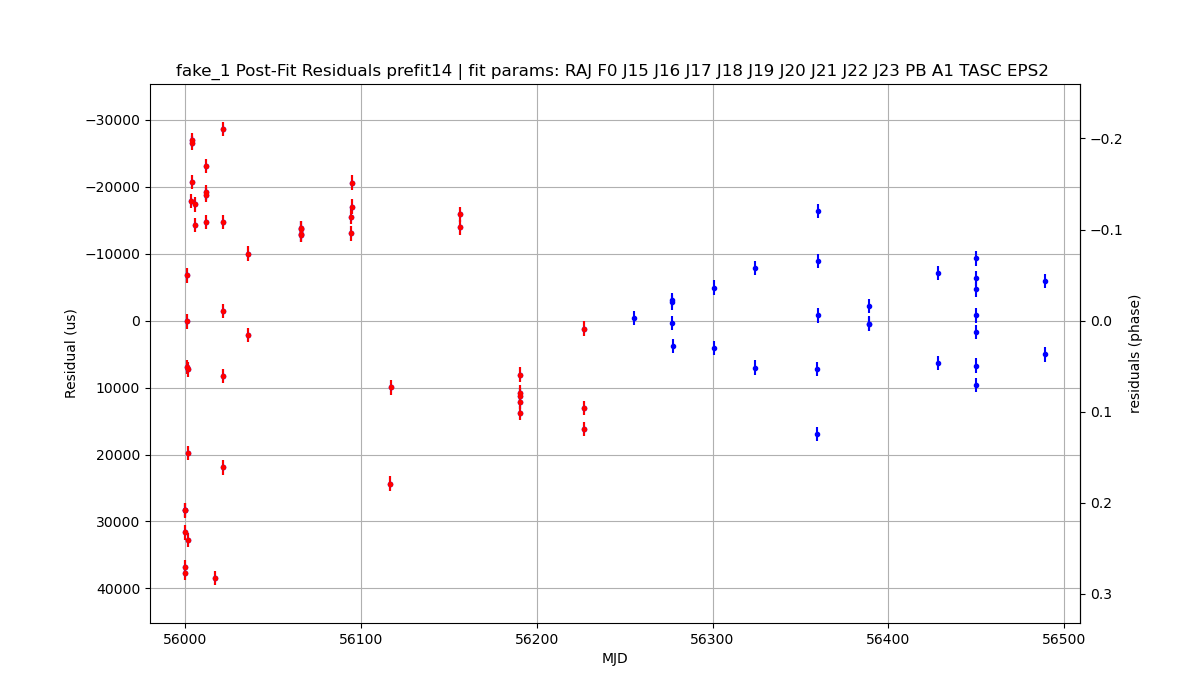 fake_1 Post-Fit Residuals prefit14 | fit params: RAJ F0 J15 J16 J17 J18 J19 J20 J21 J22 J23 PB A1 TASC EPS2
−30000
−20000
−10000
0
10000
20000
30000
40000
Residual (us)
−0.2
−0.1
0.0
0.1
0.2
0.3
residuals (phase)
56000 56100 56200 56300 56400 56500
MJD